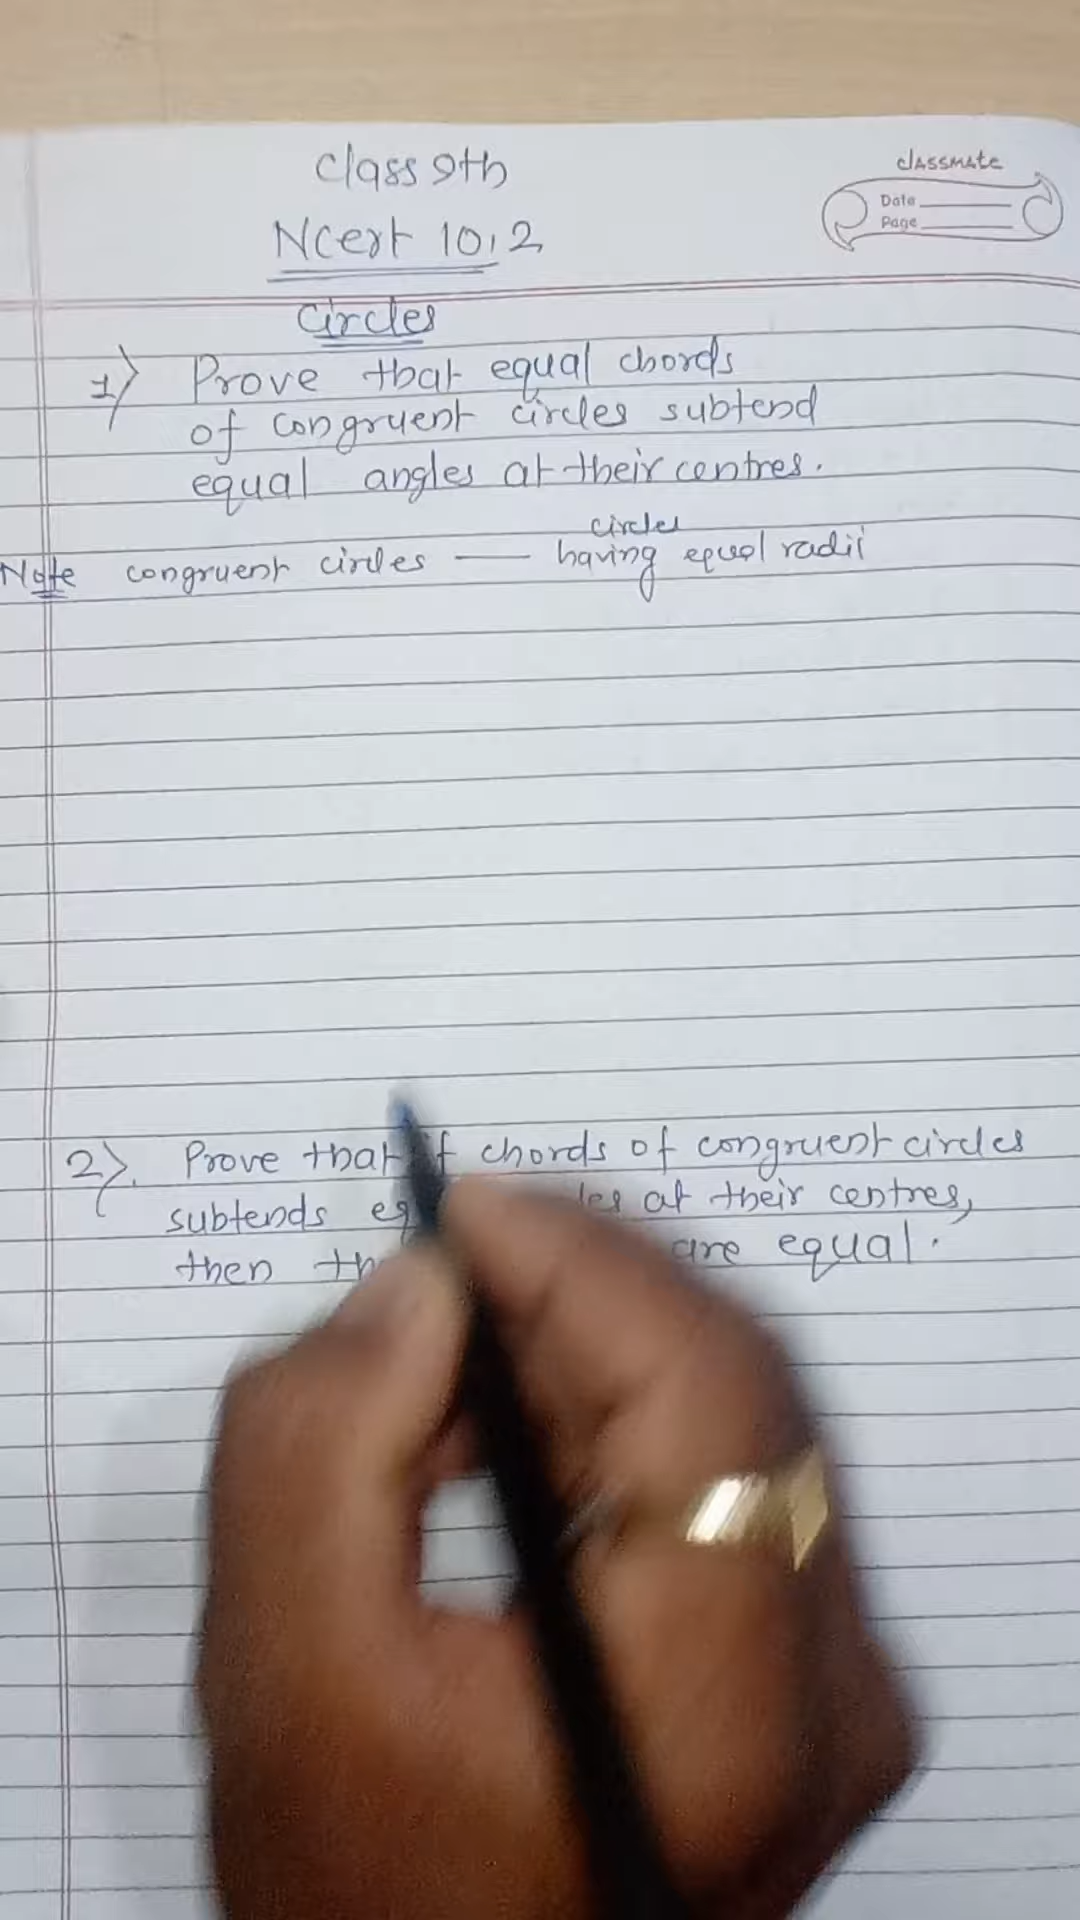 class 9th
classmate
Date
Page
Ncert 10.2
Circles
1) Prove that equal chords
of congruent circles subtend
equal angles at their centres.
circles
Note congruent circles — having equal radii
2). Prove that if chords of congruent circles
subtends at their centres,
then are equal.